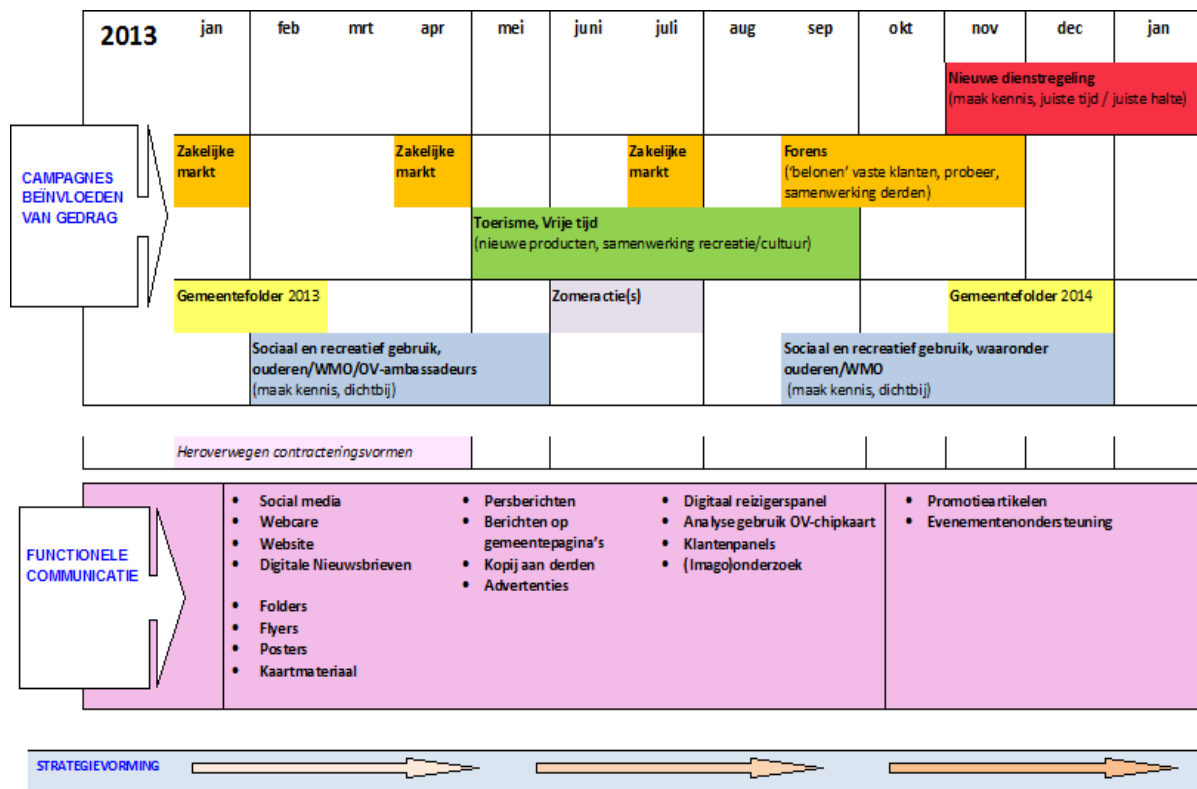 2013 jan feb mrt apr mei juni juli aug sep okt nov dec jan
Nieuwe dienstregeling
(maak kennis, juiste tijd / juiste halte)
CAMPAGNES
BEÏNVLOEDEN
VAN GEDRAG
Zakelijke
markt
Zakelijke
markt
Zakelijke
markt
Forens
('belonen' vaste klanten, probeer,
samenwerking derden)
Toerisme, Vrije tijd
(nieuwe producten, samenwerking recreatie/cultuur)
Gemeentefolder 2013
Zomeractie(s)
Gemeentefolder 2014
Sociaal en recreatief gebruik,
ouderen/WMO/OV-ambassadeurs
(maak kennis, dichtbij)
Sociaal en recreatief gebruik, waaronder
ouderen/WMO
(maak kennis, dichtbij)
Heroverwegen contracteringsvormen
FUNCTIONELE
COMMUNICATIE
• Social media
• Webcare
• Website
• Digitale Nieuwsbrieven
• Folders
• Flyers
• Posters
• Kaartmateriaal
• Persberichten
• Berichten op
gemeentepagina's
• Kopij aan derden
• Advertenties
• Digitaal reizigerspanel
• Analyse gebruik OV-chipkaart
• Klantenpanels
• (Imago)onderzoek
• Promotieartikelen
• Evenementenondersteuning
STRATEGIEVORMING